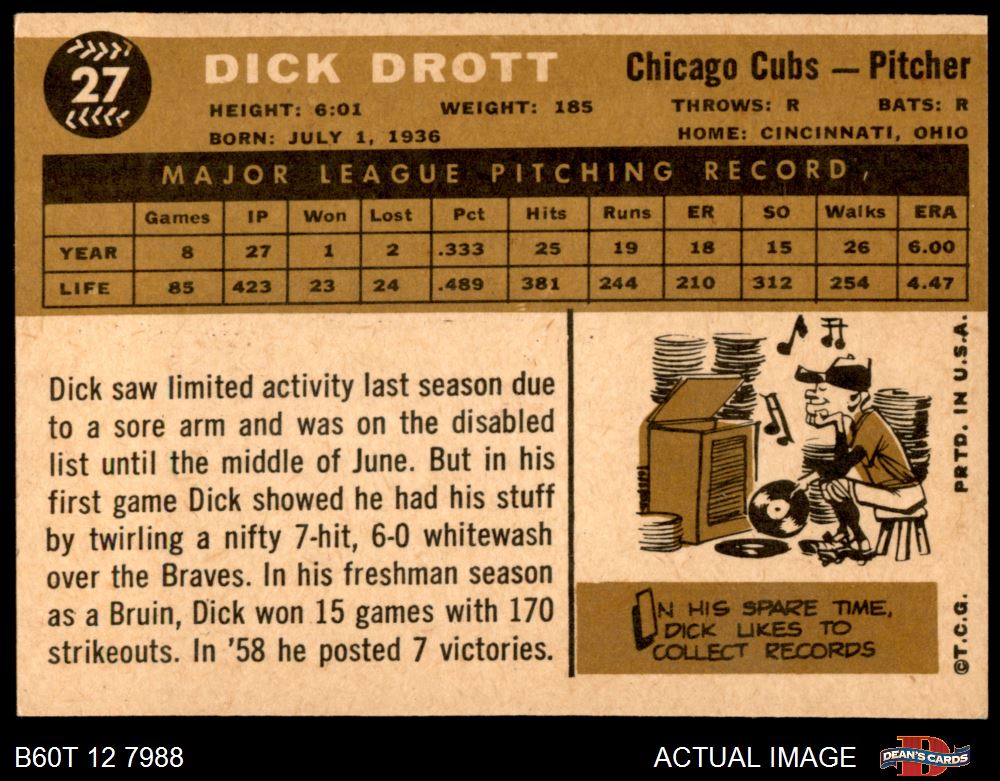 27
DICK DROTT
Chicago Cubs — Pitcher
HEIGHT: 6:01 WEIGHT: 185 THROWS: R BATS: R
BORN: JULY 1, 1936 HOME: CINCINNATI, OHIO
MAJOR LEAGUE PITCHING RECORD,
Games IP Won Lost Pct Hits Runs ER SO Walks ERA
YEAR 8 27 1 2 .333 25 19 18 15 26 6.00
LIFE 85 423 23 24 .489 381 244 210 312 254 4.47
Dick saw limited activity last season due
to a sore arm and was on the disabled
list until the middle of June. But in his
first game Dick showed he had his stuff
by twirling a nifty 7-hit, 6-0 whitewash
over the Braves. In his freshman season
as a Bruin, Dick won 15 games with 170
strikeouts. In '58 he posted 7 victories.
IN HIS SPARE TIME,
DICK LIKES TO
COLLECT RECORDS
©T.C.G. PRTD. IN U.S.A.
B60T 12 7988
ACTUAL IMAGE
DEAN'S CARDS